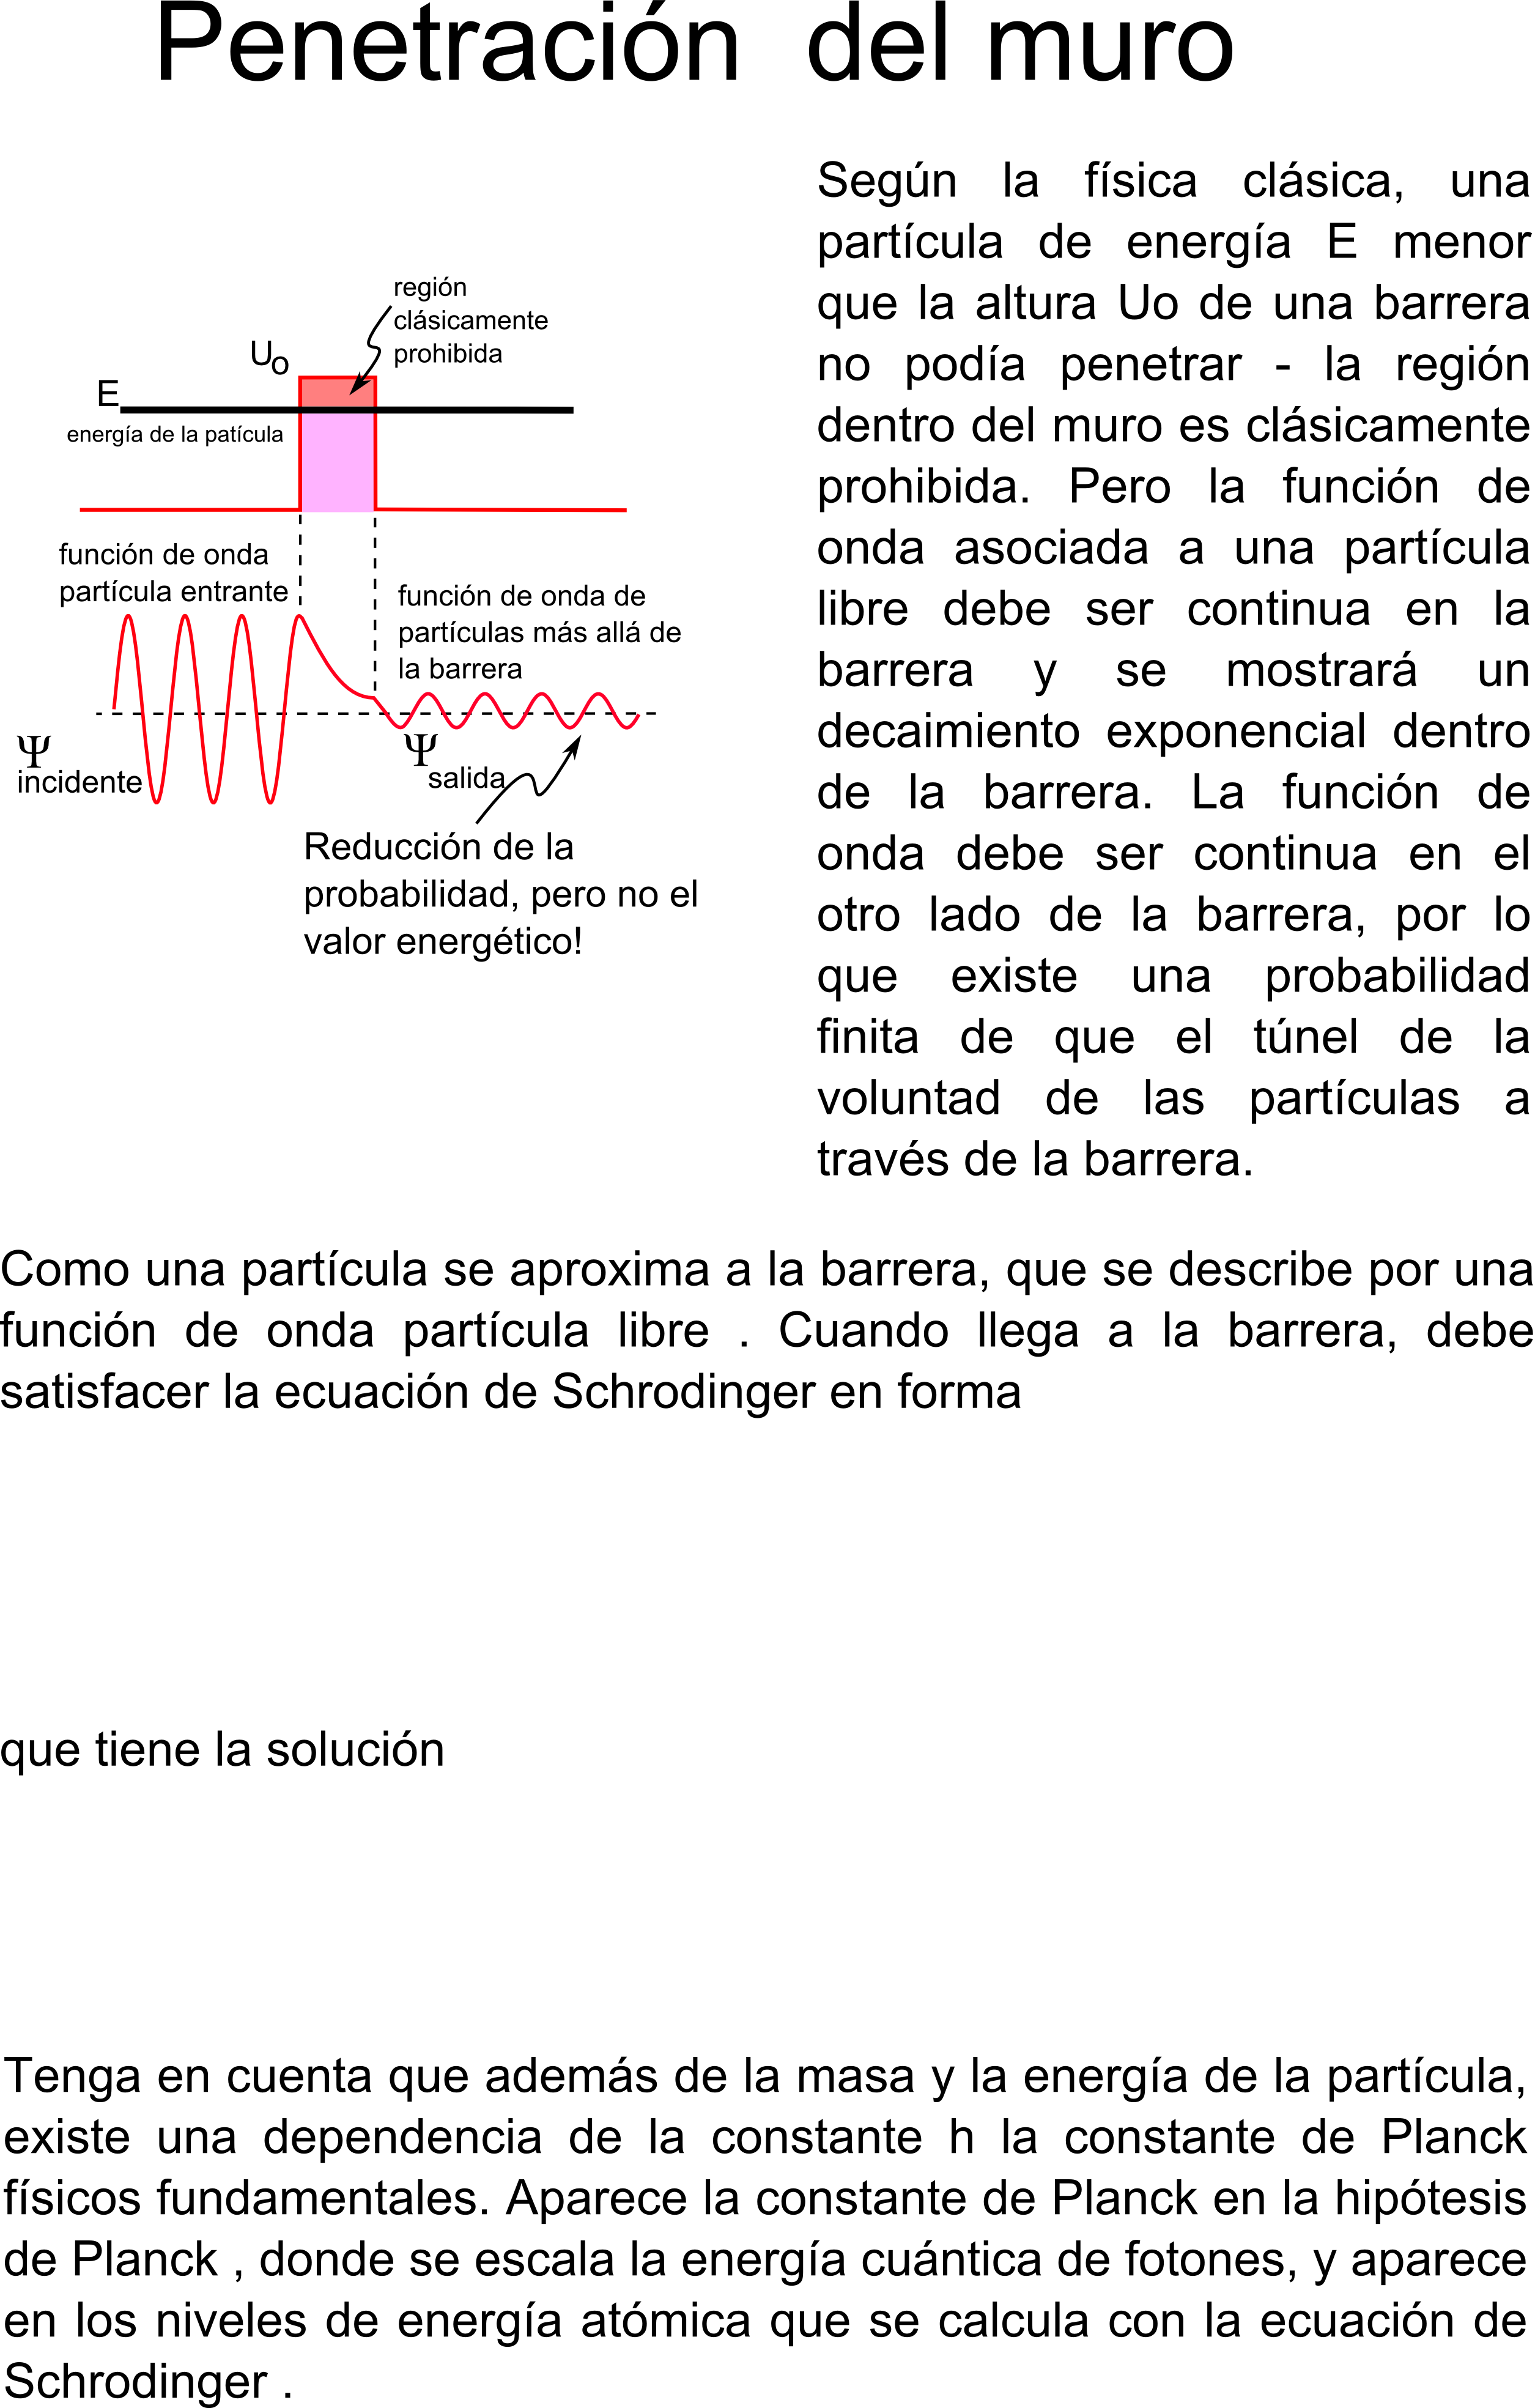 Penetración del muro
Según la física clásica, una
partícula de energía E menor
que la altura Uo de una barrera
no podía penetrar - la región
dentro del muro es clásicamente
prohibida. Pero la función de
onda asociada a una partícula
libre debe ser continua en la
barrera y se mostrará un
decaimiento exponencial dentro
de la barrera. La función de
onda debe ser continua en el
otro lado de la barrera, por lo
que existe una probabilidad
finita de que el túnel de la
voluntad de las partículas a
través de la barrera.
región
clásicamente
prohibida
Uo
E
energía de la patícula
función de onda
partícula entrante
función de onda de
partículas más allá de
la barrera
Ψ
incidente
Ψ
salida
Reducción de la
probabilidad, pero no el
valor energético!
Como una partícula se aproxima a la barrera, que se describe por una
función de onda partícula libre . Cuando llega a la barrera, debe
satisfacer la ecuación de Schrodinger en forma
que tiene la solución
Tenga en cuenta que además de la masa y la energía de la partícula,
existe una dependencia de la constante h la constante de Planck
físicos fundamentales. Aparece la constante de Planck en la hipótesis
de Planck , donde se escala la energía cuántica de fotones, y aparece
en los niveles de energía atómica que se calcula con la ecuación de
Schrodinger .